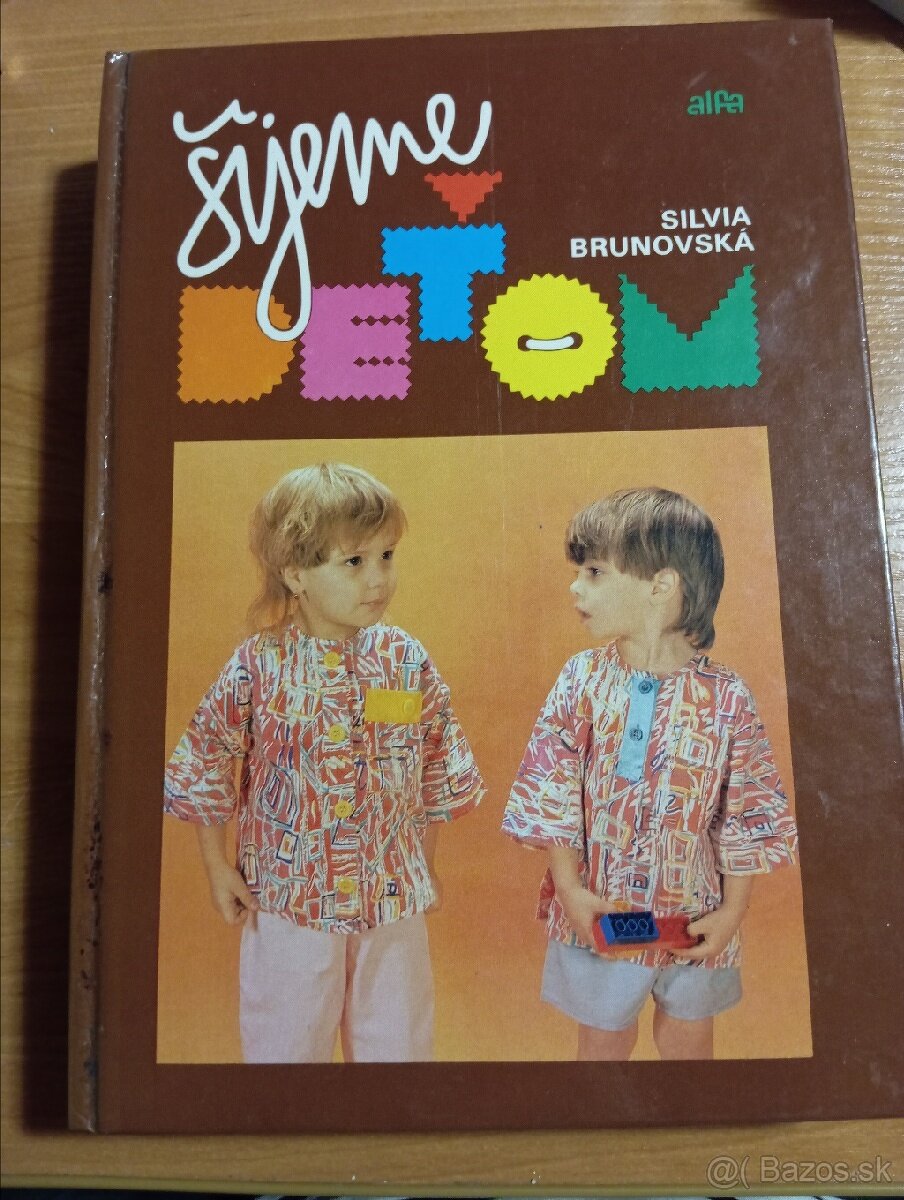 alfa
šijeme
SILVIA
BRUNOVSKÁ
DEŤOM
@( Bazos.sk